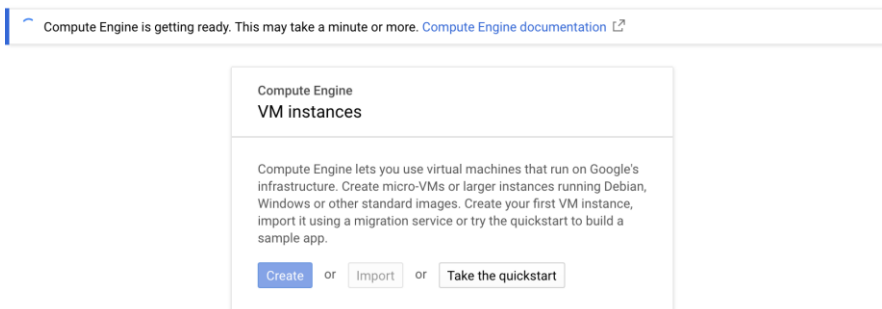 Compute Engine is getting ready. This may take a minute or more. Compute Engine documentation
Compute Engine
VM instances
Compute Engine lets you use virtual machines that run on Google's
infrastructure. Create micro-VMs or larger instances running Debian,
Windows or other standard images. Create your first VM instance,
import it using a migration service or try the quickstart to build a
sample app.
Create or Import or Take the quickstart